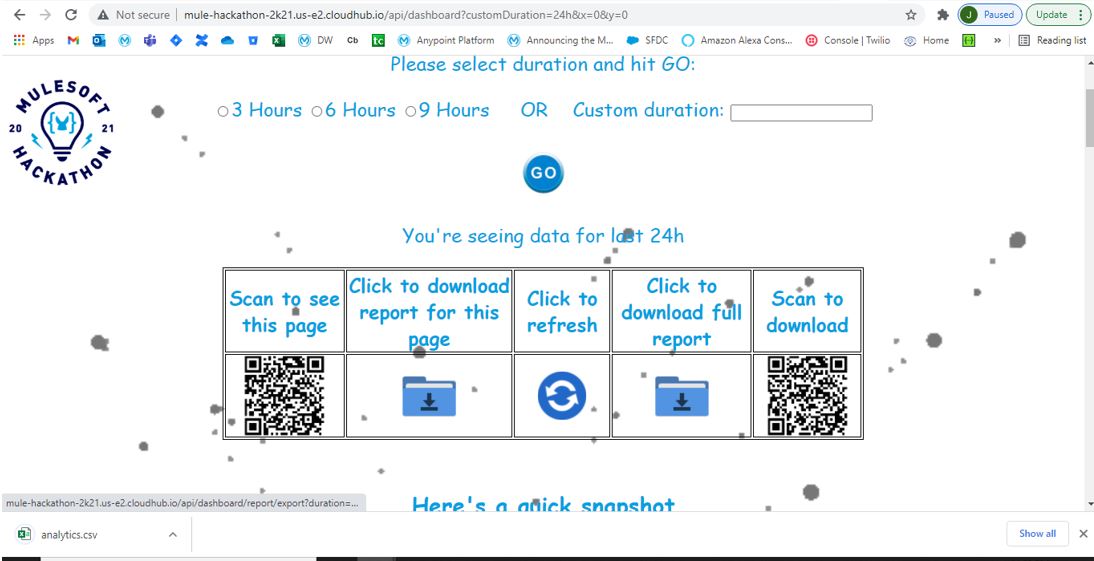 Not secure | mule-hackathon-2k21.us-e2.cloudhub.io/api/dashboard?customDuration=24h&x=0&y=0
J Paused Update
Apps DW Cb tc Anypoint Platform Announcing the M... SFDC Amazon Alexa Cons... Console | Twilio Home » Reading list
MULESOFT
20 21
HACKATHON
Please select duration and hit GO:
3 Hours 6 Hours 9 Hours OR Custom duration:
GO
You're seeing data for last 24h
Scan to see
this page
Click to download
report for this
page
Click to
refresh
Click to
download full
report
Scan to
download
Here's a quick snapshot
mule-hackathon-2k21.us-e2.cloudhub.io/api/dashboard/report/export?duration=...
analytics.csv
Show all